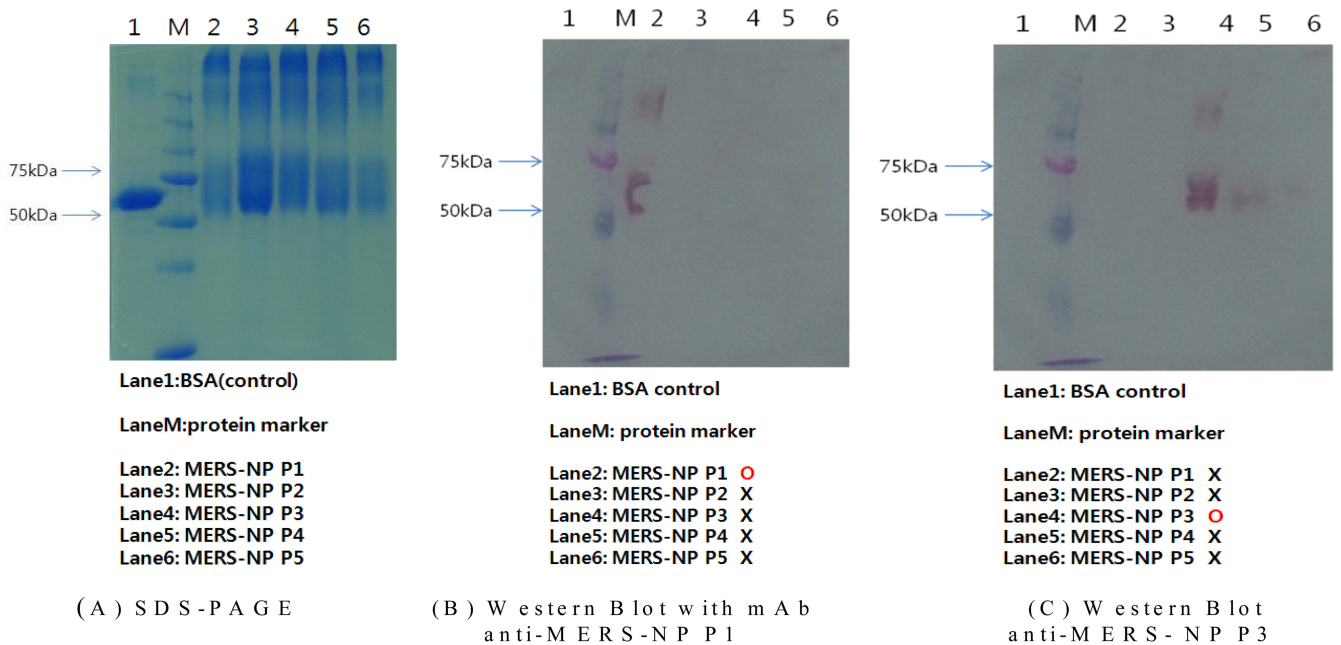 1 M 2 3 4 5 6
75kDa
50kDa
Lane1:BSA(control)
LaneM:protein marker
Lane2: MERS-NP P1
Lane3: MERS-NP P2
Lane4: MERS-NP P3
Lane5: MERS-NP P4
Lane6: MERS-NP P5
(A) SDS-PAGE
1 M 2 3 4 5 6
75kDa
50kDa
Lane1: BSA control
LaneM: protein marker
Lane2: MERS-NP P1 O
Lane3: MERS-NP P2 X
Lane4: MERS-NP P3 X
Lane5: MERS-NP P4 X
Lane6: MERS-NP P5 X
(B) Western Blot with mAb
anti-MERS-NP P1
1 M 2 3 4 5 6
75kDa
50kDa
Lane1: BSA control
LaneM: protein marker
Lane2: MERS-NP P1 X
Lane3: MERS-NP P2 X
Lane4: MERS-NP P3 O
Lane5: MERS-NP P4 X
Lane6: MERS-NP P5 X
(C) Western Blot
anti-MERS- NP P3